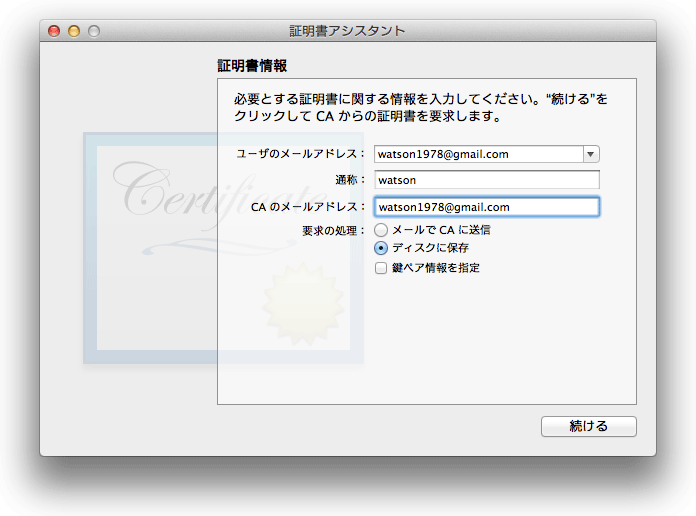 証明書アシスタント
証明書情報
必要とする証明書に関する情報を入力してください。“続ける”を
クリックして CA からの証明書を要求します。
Certificate
ユーザのメールアドレス： watson1978@gmail.com
通称： watson
CA のメールアドレス： watson1978@gmail.com
要求の処理： メールで CA に送信
ディスクに保存
鍵ペア情報を指定
続ける